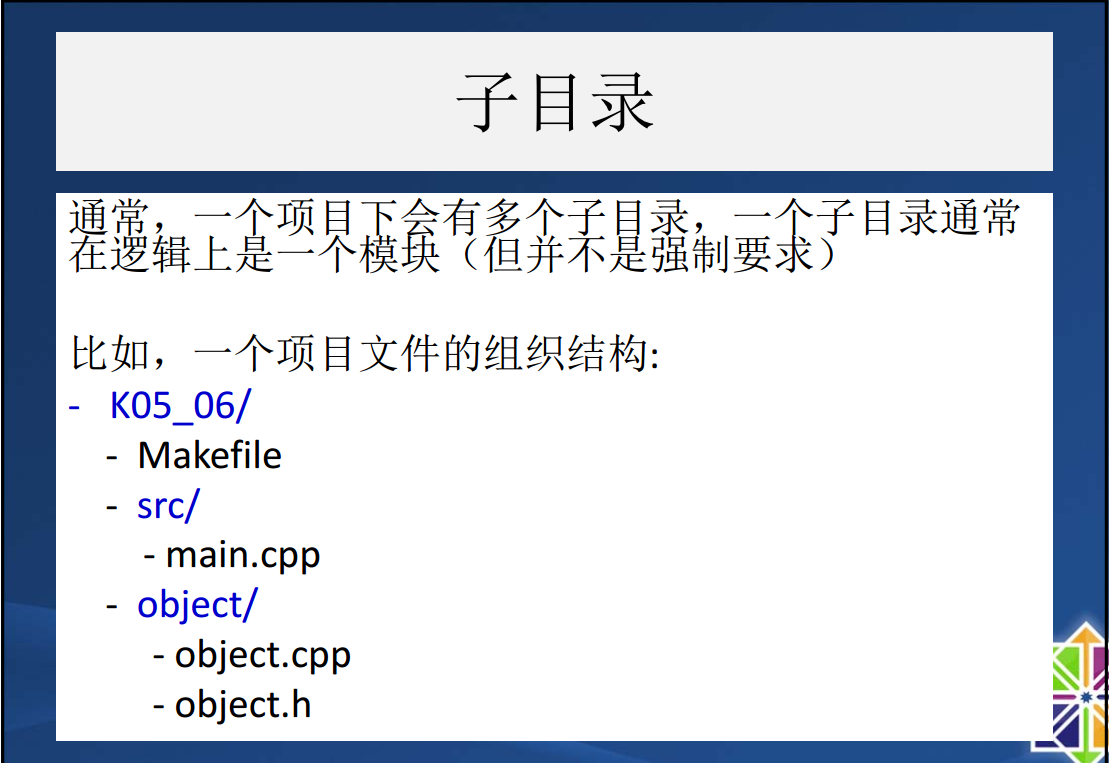 子目录
通常，一个项目下会有多个子目录，一个子目录通常
在逻辑上是一个模块（但并不是强制要求）
比如，一个项目文件的组织结构:
- K05_06/
- Makefile
- src/
- main.cpp
- object/
- object.cpp
- object.h